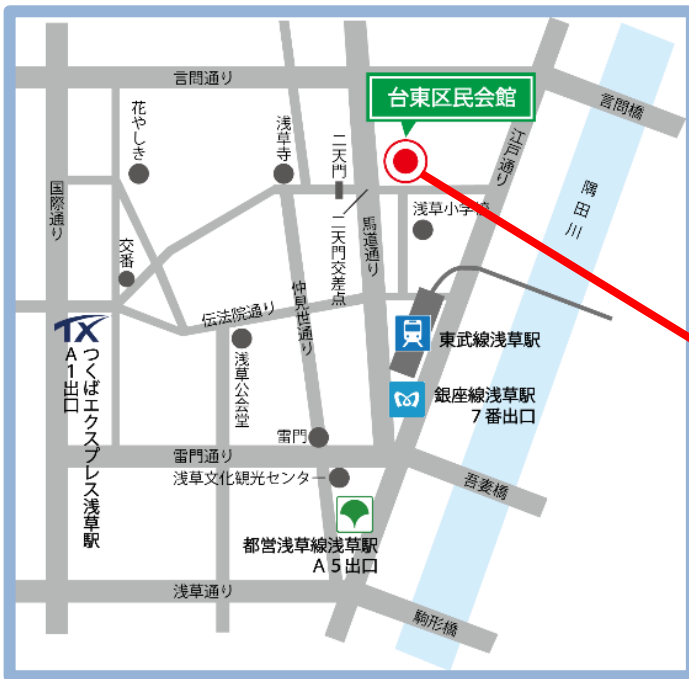 言問通り
台東区民会館
言問橋
花やしき
浅草寺
二天門
江戸通り
国際通り
隅田川
浅草小学校
馬道通り
二天門交差点
交番
仲見世通り
伝法院通り
TX
つくばエクスプレス浅草駅
A1出口
東武線浅草駅
浅草公会堂
銀座線浅草駅
7番出口
雷門
雷門通り
浅草文化観光センター
吾妻橋
都営浅草線浅草駅
A5出口
浅草通り
駒形橋